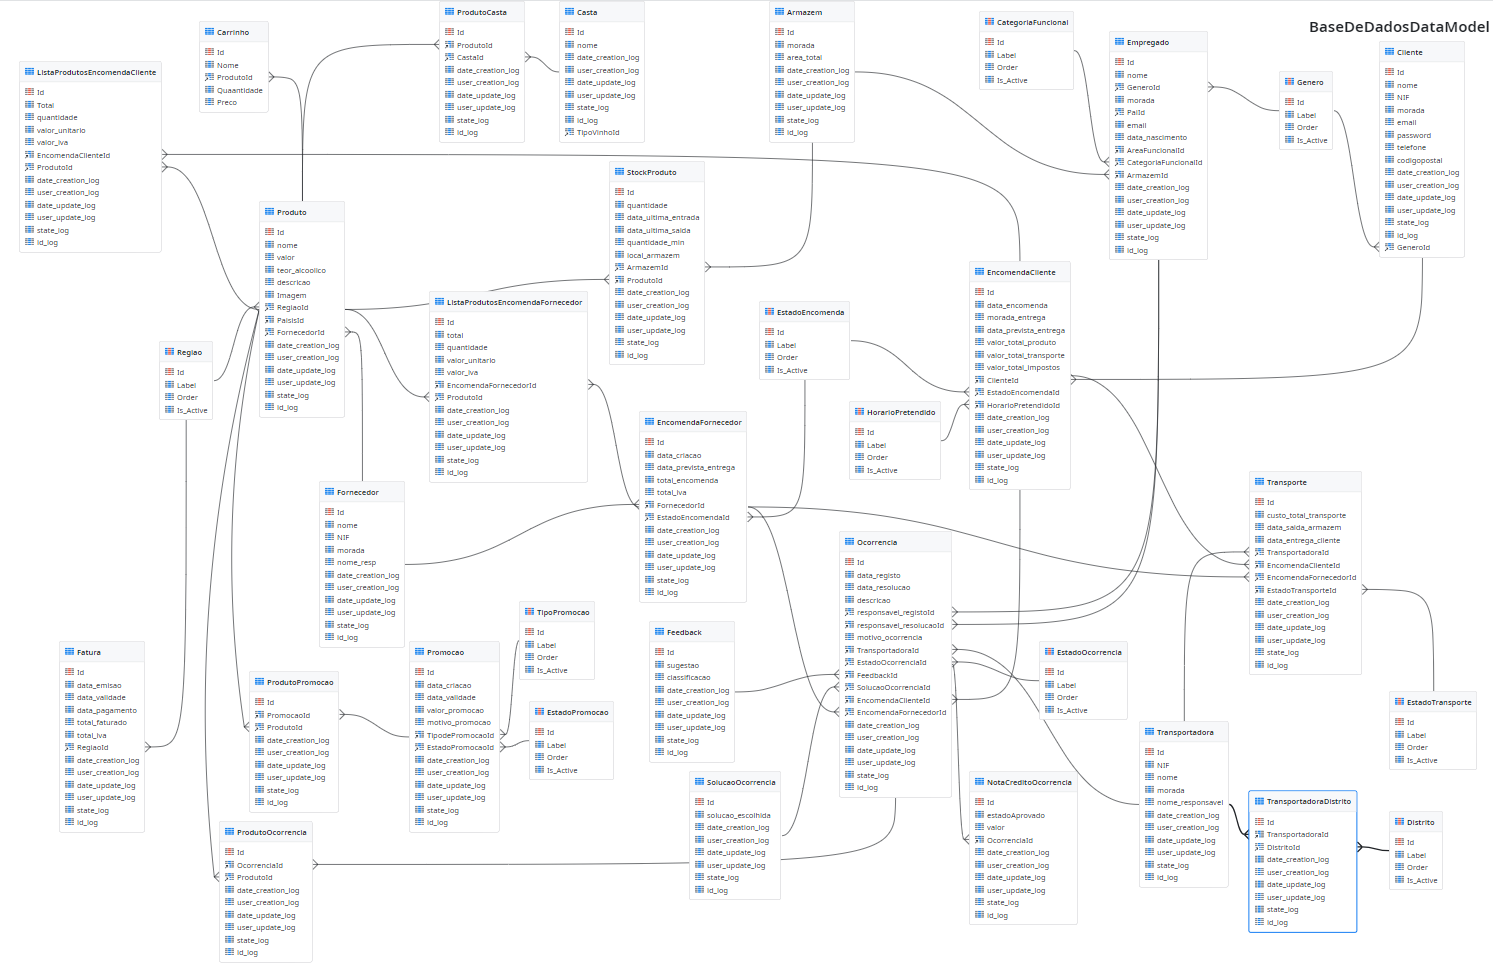 BaseDeDadosDataModel
ListaProdutosEncomendaCliente
Id
Total
quantidade
valor_unitario
valor_iva
EncomendaClienteId
ProdutoId
date_creation_log
user_creation_log
date_update_log
user_update_log
state_log
id_log
Carrinho
Id
Nome
ProdutoId
Quaantidade
Preco
ProdutoCasta
Id
ProdutoId
CastaId
date_creation_log
user_creation_log
date_update_log
user_update_log
state_log
id_log
Casta
Id
nome
date_creation_log
user_creation_log
date_update_log
user_update_log
state_log
id_log
TipoVinhoId
Armazem
Id
morada
area_total
date_creation_log
user_creation_log
date_update_log
user_update_log
state_log
id_log
CategoriaFuncional
Id
Label
Order
Is_Active
Empregado
Id
nome
GeneroId
morada
PaiId
email
data_nascimento
AreaFuncionalId
CategoriaFuncionalId
ArmazemId
date_creation_log
user_creation_log
date_update_log
user_update_log
state_log
id_log
Genero
Id
Label
Order
Is_Active
Cliente
Id
nome
NIF
morada
email
password
telefone
codigopostal
date_creation_log
user_creation_log
date_update_log
user_update_log
state_log
id_log
GeneroId
Produto
Id
nome
valor
teor_alcoolico
descricao
Imagem
RegiaoId
PaisIsId
FornecedorId
date_creation_log
user_creation_log
date_update_log
user_update_log
state_log
id_log
StockProduto
Id
quantidade
data_ultima_entrada
data_ultima_saida
quantidade_min
local_armazem
ArmazemId
ProdutoId
date_creation_log
user_creation_log
date_update_log
user_update_log
state_log
id_log
ListaProdutosEncomendaFornecedor
Id
total
quantidade
valor_unitario
valor_iva
EncomendaFornecedorId
ProdutoId
date_creation_log
user_creation_log
date_update_log
user_update_log
state_log
id_log
EncomendaCliente
Id
data_encomenda
morada_entrega
data_prevista_entrega
valor_total_produto
valor_total_transporte
valor_total_impostos
ClienteId
EstadoEncomendaId
HorarioPretendidoId
date_creation_log
user_creation_log
date_update_log
user_update_log
state_log
id_log
EstadoEncomenda
Id
Label
Order
Is_Active
Regiao
Id
Label
Order
Is_Active
HorarioPretendido
Id
Label
Order
Is_Active
EncomendaFornecedor
Id
data_criacao
data_prevista_entrega
total_encomenda
total_iva
FornecedorId
EstadoEncomendaId
date_creation_log
user_creation_log
date_update_log
user_update_log
state_log
id_log
Fornecedor
Id
nome
NIF
morada
nome_resp
date_creation_log
user_creation_log
date_update_log
user_update_log
state_log
id_log
Transporte
Id
custo_total_transporte
data_saida_armazem
data_entrega_cliente
TransportadoraId
EncomendaClienteId
EncomendaFornecedorId
EstadoTransporteId
date_creation_log
user_creation_log
date_update_log
user_update_log
state_log
id_log
Ocorrencia
Id
data_registo
data_resolucao
descricao
responsavel_registoId
responsavel_resolucaoId
motivo_ocorrencia
TransportadoraId
EstadoOcorrenciaId
FeedbackId
SolucaoOcorrenciaId
EncomendaClienteId
EncomendaFornecedorId
date_creation_log
user_creation_log
date_update_log
user_update_log
state_log
id_log
TipoPromocao
Id
Label
Order
Is_Active
Feedback
Id
sugestao
classificacao
date_creation_log
user_creation_log
date_update_log
user_update_log
state_log
id_log
Fatura
Id
data_emisao
data_validade
data_pagamento
total_faturado
total_iva
RegiaoId
date_creation_log
user_creation_log
date_update_log
user_update_log
state_log
id_log
Promocao
Id
data_criacao
data_validade
valor_promocao
motivo_promocao
TipodePromocaoId
EstadoPromocaoId
date_creation_log
user_creation_log
date_update_log
user_update_log
state_log
id_log
EstadoOcorrencia
Id
Label
Order
Is_Active
ProdutoPromocao
Id
PromocaoId
ProdutoId
date_creation_log
user_creation_log
date_update_log
user_update_log
state_log
id_log
EstadoPromocao
Id
Label
Order
Is_Active
EstadoTransporte
Id
Label
Order
Is_Active
Transportadora
Id
NIF
nome
morada
nome_responsavel
date_creation_log
user_creation_log
date_update_log
user_update_log
state_log
id_log
SolucaoOcorrencia
Id
solucao_escolhida
date_creation_log
user_creation_log
date_update_log
user_update_log
state_log
id_log
NotaCreditoOcorrencia
Id
estadoAprovado
valor
OcorrenciaId
date_creation_log
user_creation_log
date_update_log
user_update_log
state_log
id_log
TransportadoraDistrito
Id
TransportadoraId
DistritoId
date_creation_log
user_creation_log
date_update_log
user_update_log
state_log
id_log
Distrito
Id
Label
Order
Is_Active
ProdutoOcorrencia
Id
OcorrenciaId
ProdutoId
date_creation_log
user_creation_log
date_update_log
user_update_log
state_log
id_log